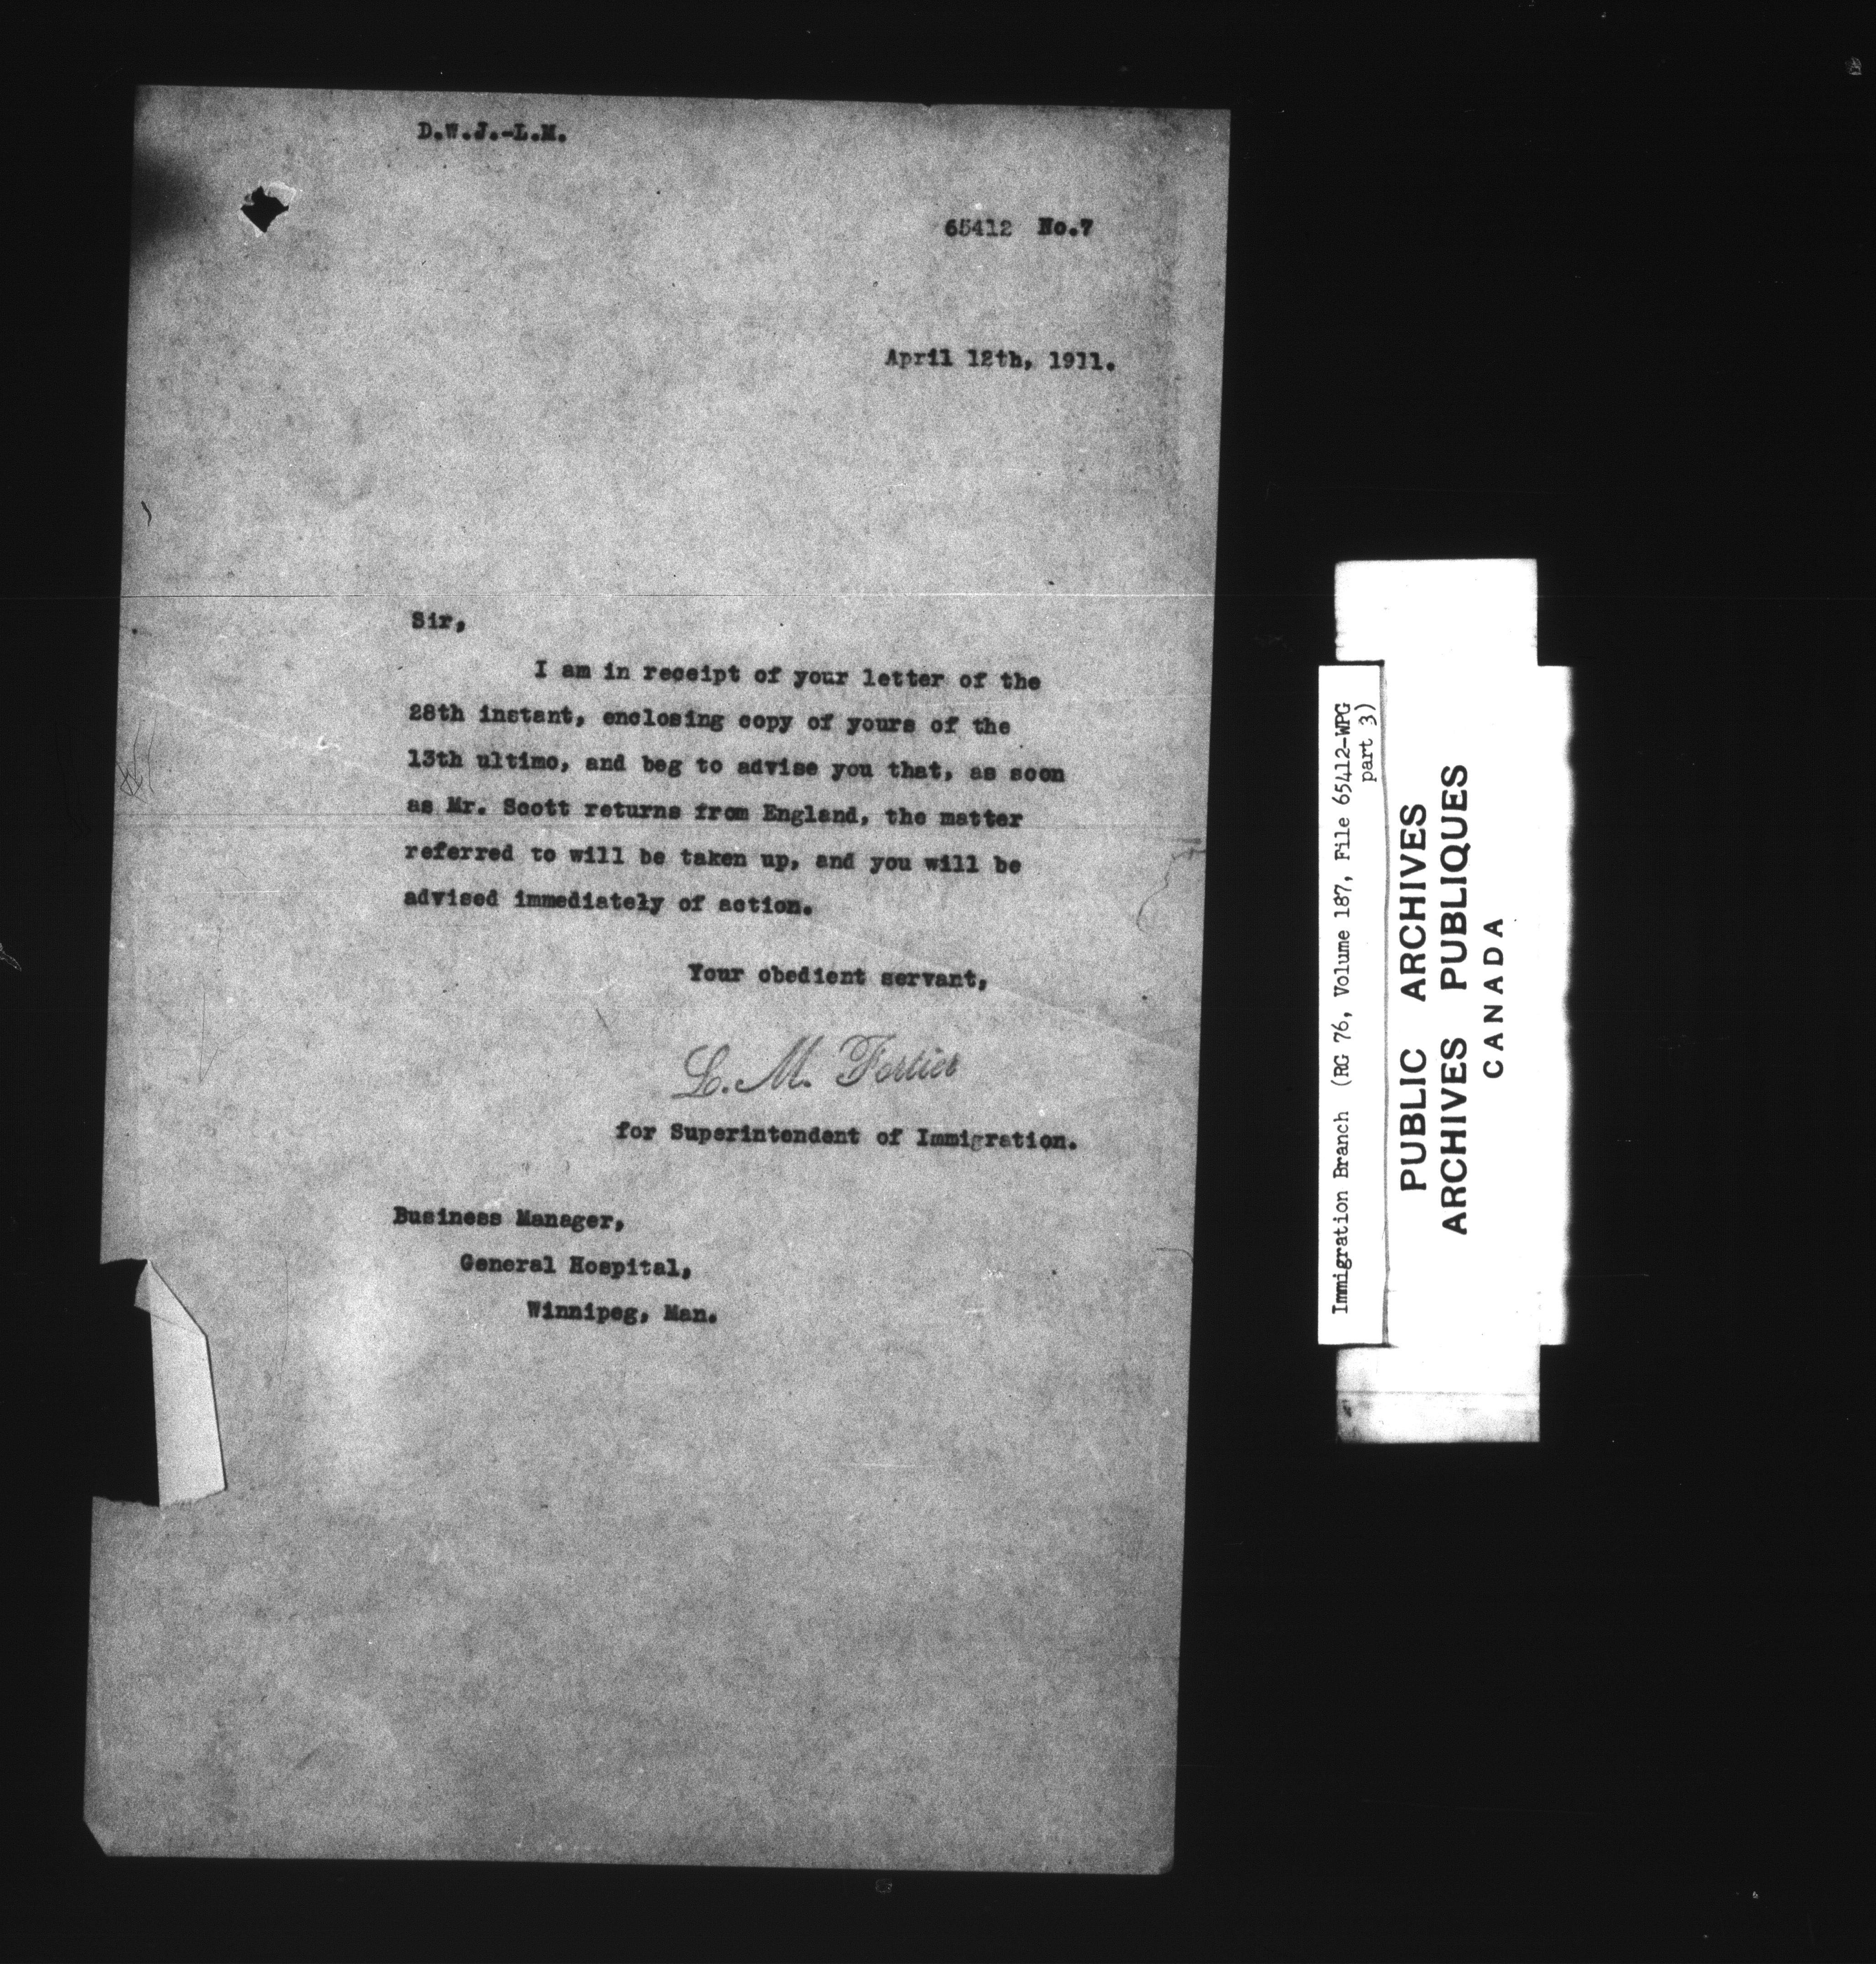 D.W.J.-L.M.
65412 No.7
April 12th, 1911.
Sir,
I am in receipt of your letter of the
28th instant, enclosing copy of yours of the
13th ultimo, and beg to advise you that, as soon
as Mr. Scott returns from England, the matter
referred to will be taken up, and you will be
advised immediately of action.
Your obedient servant,
L. M. Fortier
for Superintendent of Immigration.
Business Manager,
General Hospital,
Winnipeg, Man.
Immigration Branch (RG 76, Volume 187, File 65412-WPG
part 3)
PUBLIC ARCHIVES
ARCHIVES PUBLIQUES
CANADA